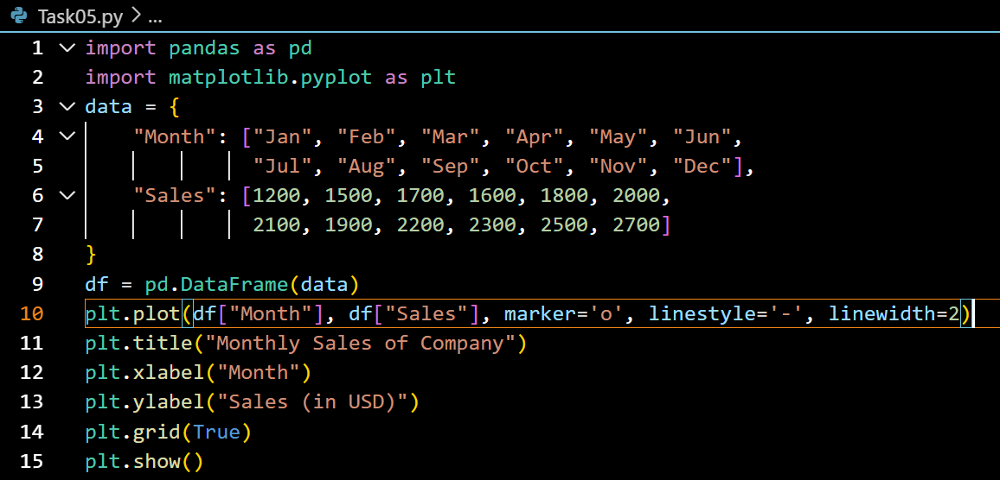 Task05.py > ...
1 import pandas as pd
2 import matplotlib.pyplot as plt
3 data = {
4     "Month": ["Jan", "Feb", "Mar", "Apr", "May", "Jun",
5               "Jul", "Aug", "Sep", "Oct", "Nov", "Dec"],
6     "Sales": [1200, 1500, 1700, 1600, 1800, 2000,
7               2100, 1900, 2200, 2300, 2500, 2700]
8 }
9 df = pd.DataFrame(data)
10 plt.plot(df["Month"], df["Sales"], marker='o', linestyle='-', linewidth=2)
11 plt.title("Monthly Sales of Company")
12 plt.xlabel("Month")
13 plt.ylabel("Sales (in USD)")
14 plt.grid(True)
15 plt.show()